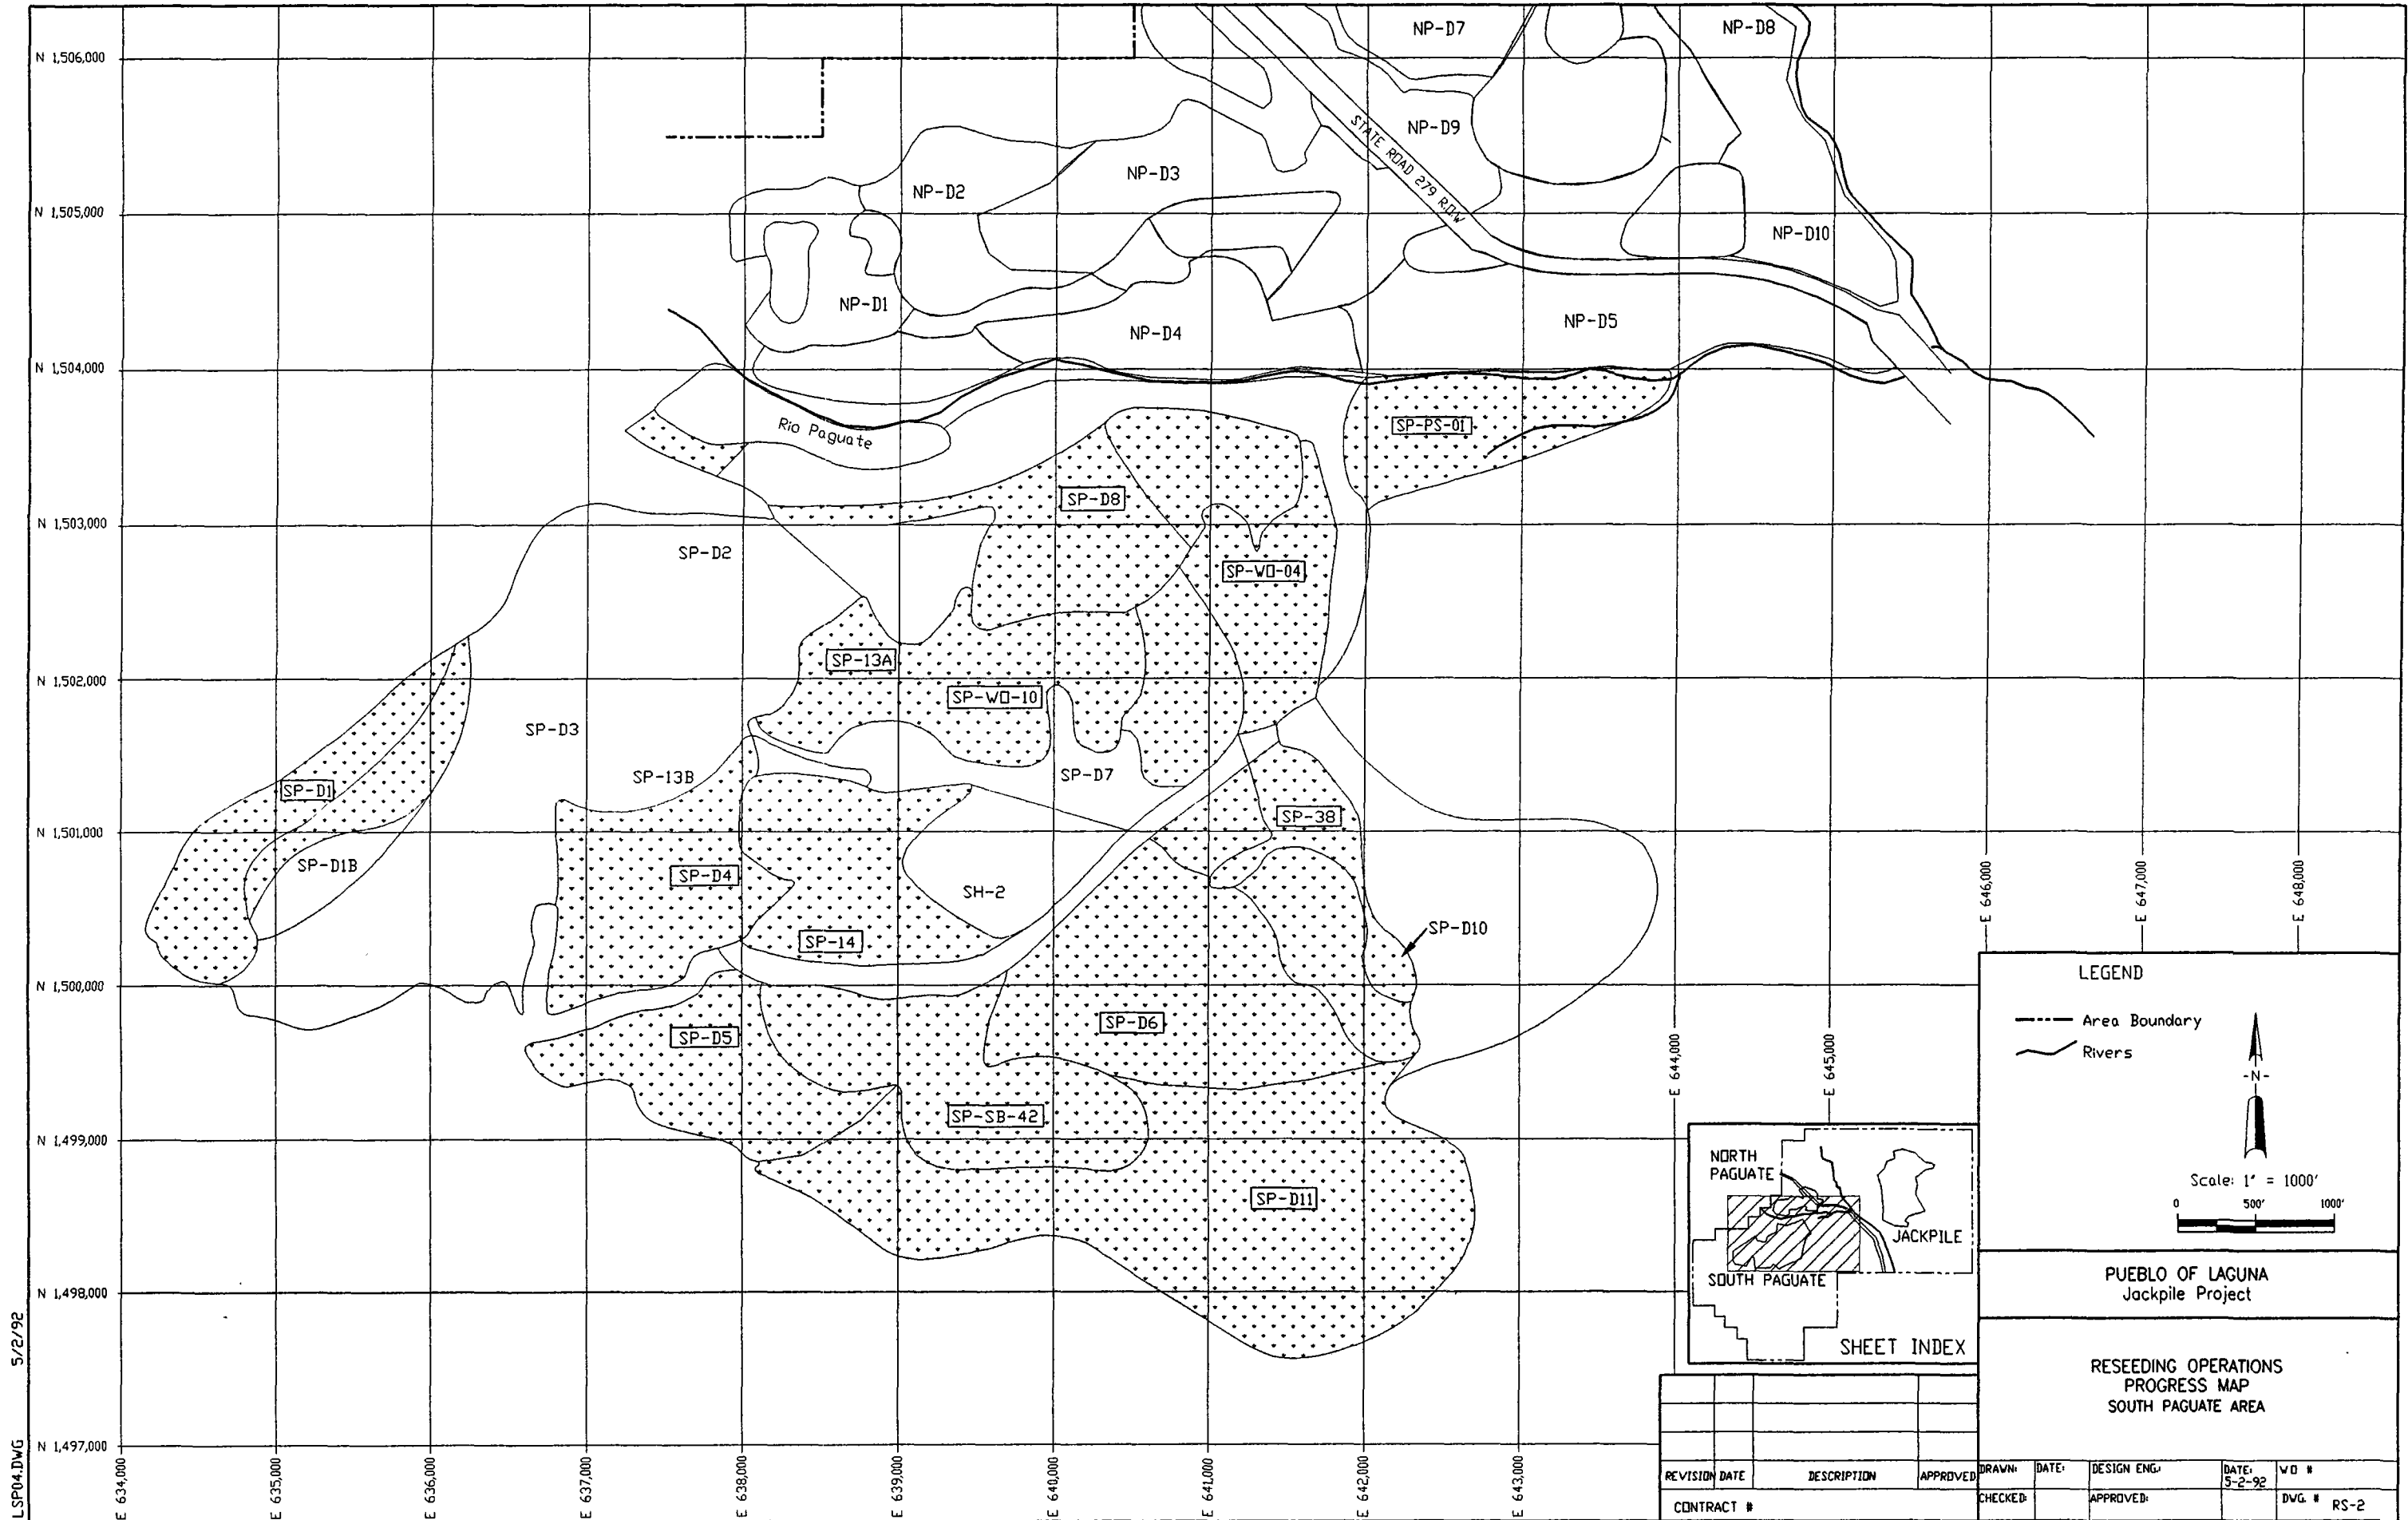 NP-D7
NP-D8
N 1,506,000
NP-D9
STATE ROAD 279 R.O.W
NP-D3
NP-D2
N 1,505,000
NP-D10
NP-D1
NP-D4
NP-D5
N 1,504,000
Rio Paguate
SP-PS-01
SP-D8
N 1,503,000
SP-D2
SP-WO-04
SP-13A
N 1,502,000
SP-WO-10
SP-D3
SP-13B
SP-D7
SP-D1
SP-38
N 1,501,000
SP-D1B
SP-D4
SH-2
SP-14
SP-D10
N 1,500,000
SP-D6
SP-D5
SP-SB-42
N 1,499,000
SP-D11
N 1,498,000
N 1,497,000
E 634,000
E 635,000
E 636,000
E 637,000
E 638,000
E 639,000
E 640,000
E 641,000
E 642,000
E 643,000
E 644,000
E 645,000
E 646,000
E 647,000
E 648,000
LEGEND
Area Boundary
Rivers
-N-
Scale: 1" = 1000'
0 500' 1000'
NORTH
PAGUATE
JACKPILE
SOUTH PAGUATE
SHEET INDEX
PUEBLO OF LAGUNA
Jackpile Project
RESEEDING OPERATIONS
PROGRESS MAP
SOUTH PAGUATE AREA
REVISION DATE DESCRIPTION APPROVED
CONTRACT #
DRAWN: DATE: DESIGN ENG.: DATE: 5-2-92 WO #
CHECKED: APPROVED: DWG. # RS-2
LSP04.DWG 5/2/92